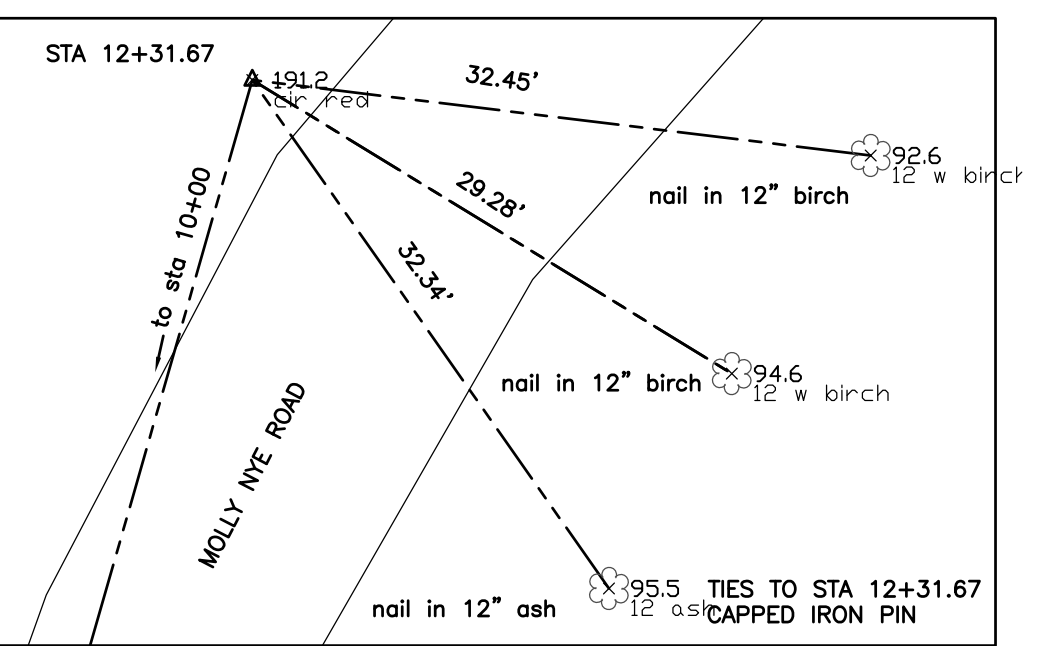 STA 12+31.67
191.2
cir red
32.45’
92.6
12 w birch
nail in 12” birch
29.28’
to sta 10+00
32.34’
94.6
nail in 12” birch
12 w birch
MOLLY NYE ROAD
95.5
12 ash
nail in 12” ash
TIES TO STA 12+31.67
CAPPED IRON PIN